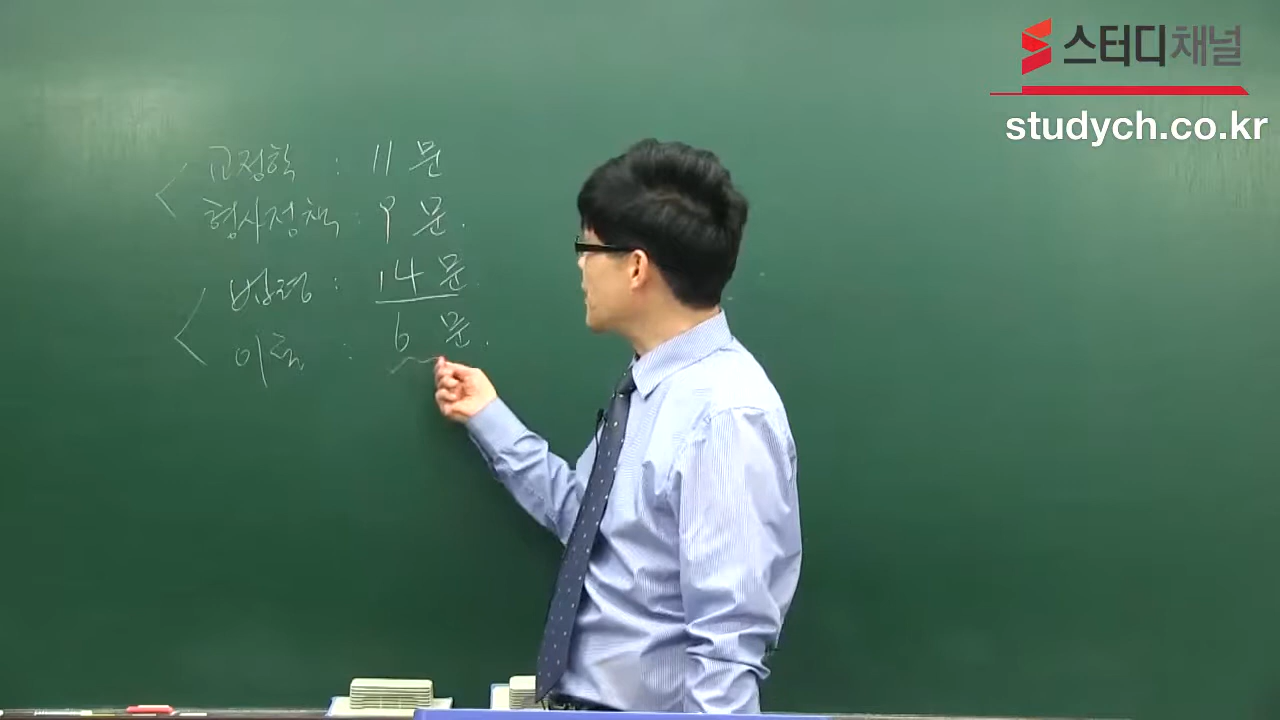 스터디채널
studych.co.kr
교정학 : 11문
형사정책 : 9문.
법령 : 14문.
이론 : 6문.